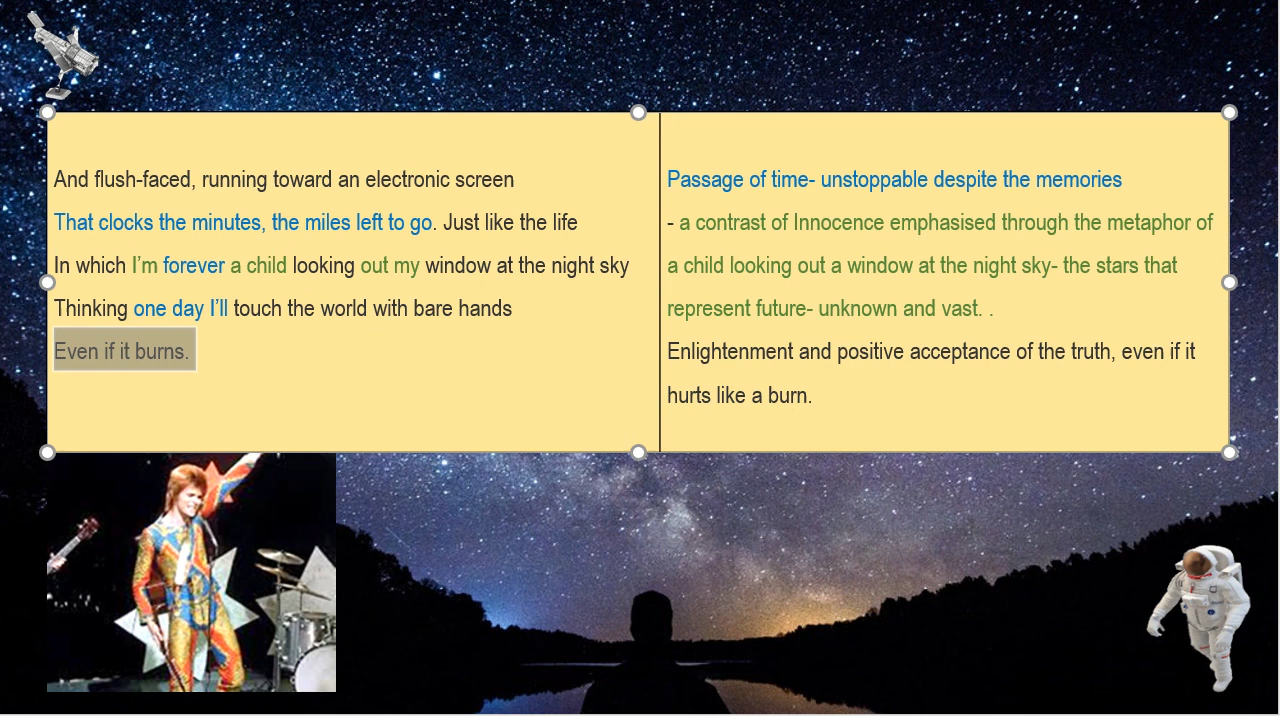 And flush-faced, running toward an electronic screen
That clocks the minutes, the miles left to go. Just like the life
In which I’m forever a child looking out my window at the night sky
Thinking one day I’ll touch the world with bare hands
Even if it burns.
Passage of time- unstoppable despite the memories
- a contrast of Innocence emphasised through the metaphor of
a child looking out a window at the night sky- the stars that
represent future- unknown and vast. .
Enlightenment and positive acceptance of the truth, even if it
hurts like a burn.